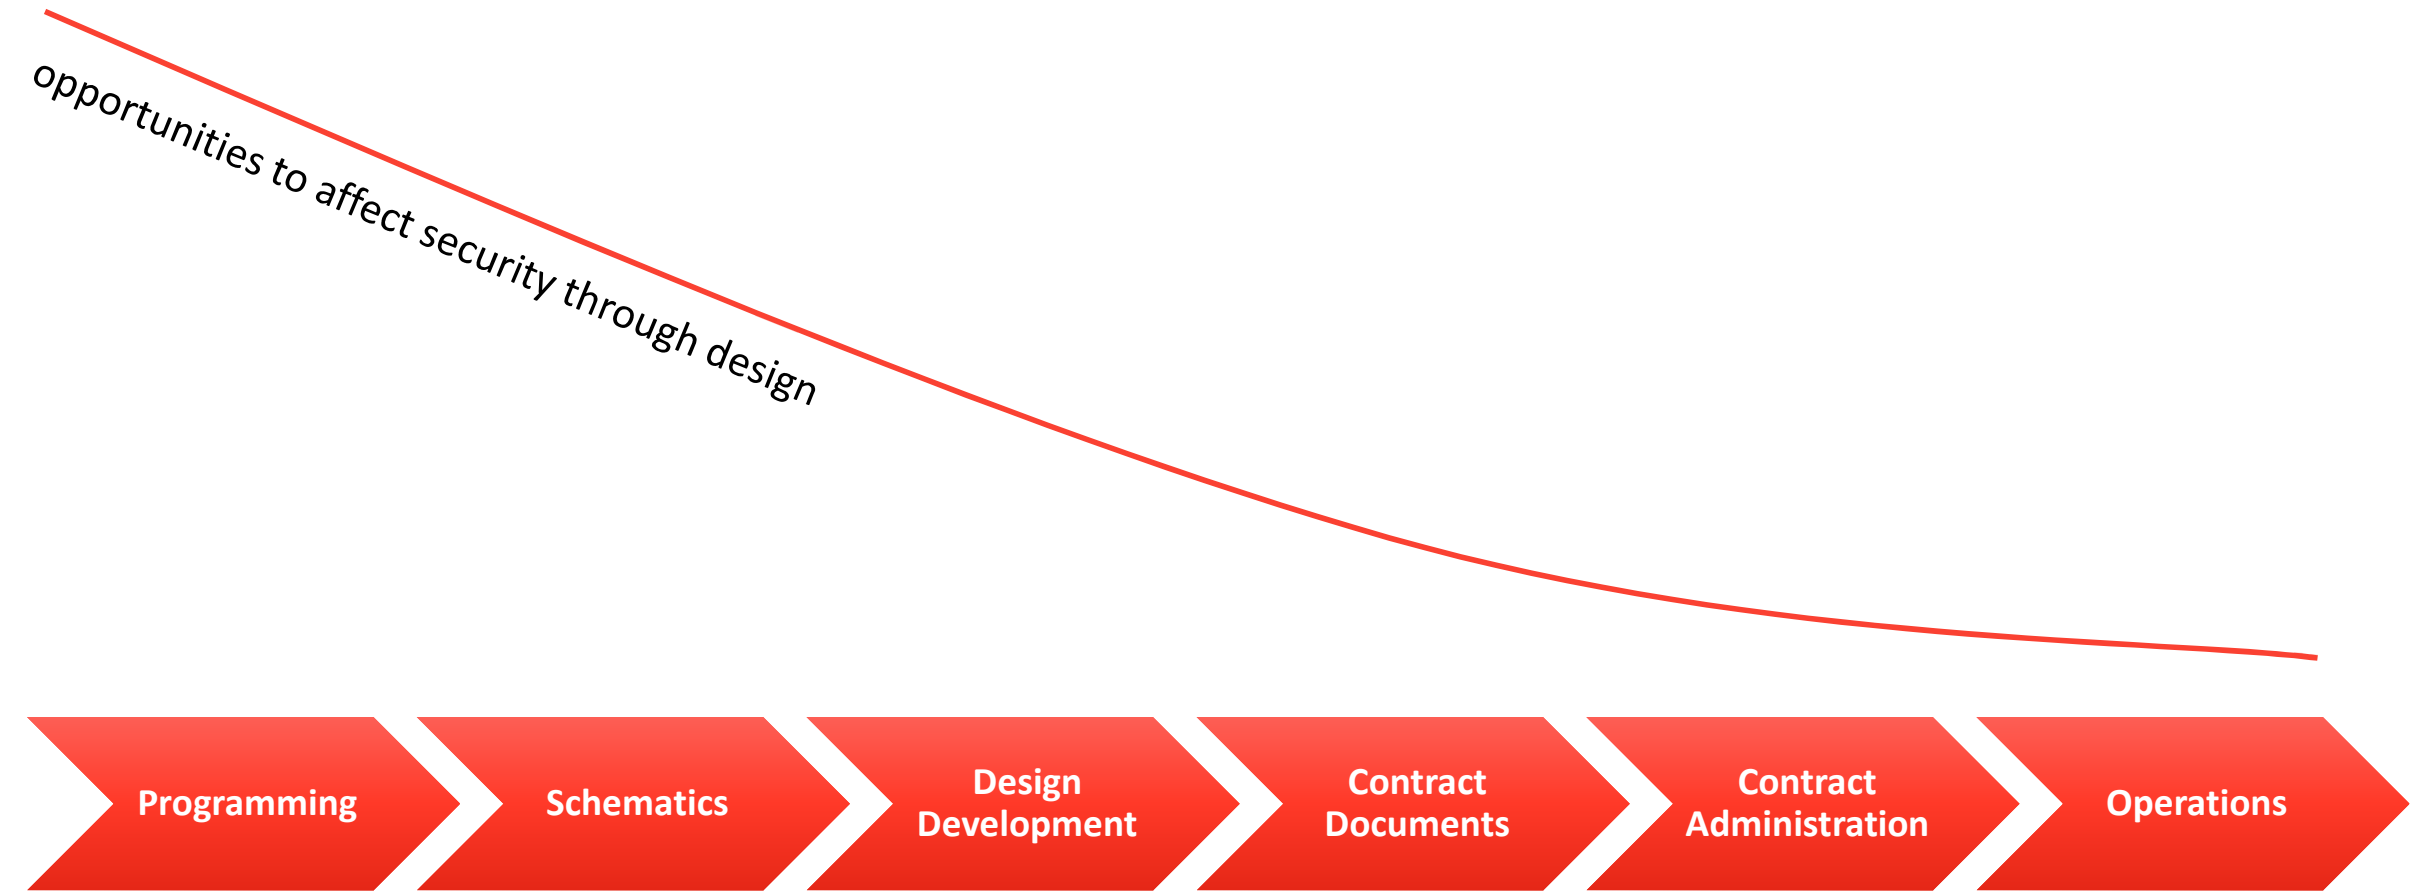 opportunities to affect security through design
Programming
Schematics
Design
Development
Contract
Documents
Contract
Administration
Operations